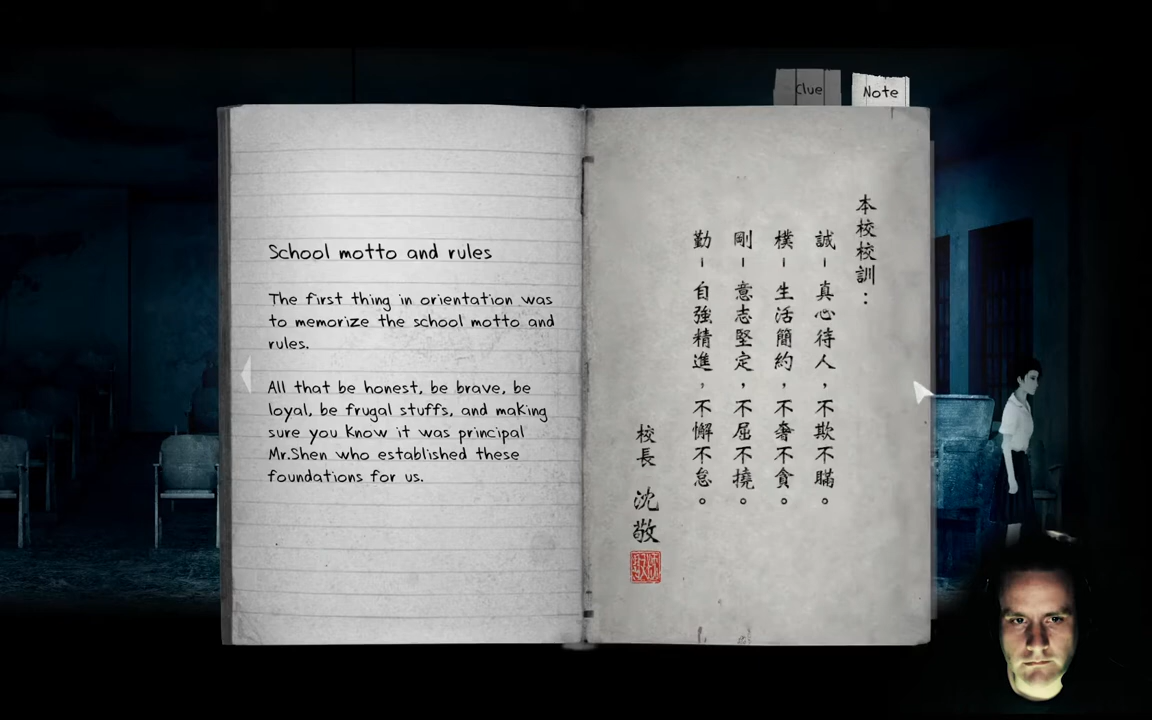 Clue
Note
School motto and rules
The first thing in orientation was
to memorize the school motto and
rules.
All that be honest, be brave, be
loyal, be frugal stuffs, and making
sure you know it was principal
Mr.Shen who established these
foundations for us.
本校校訓：
誠－真心待人，不欺不瞞。
樸－生活簡約，不奢不貪。
剛－意志堅定，不屈不撓。
勤－自強精進，不懈不怠。
校長 沈敬